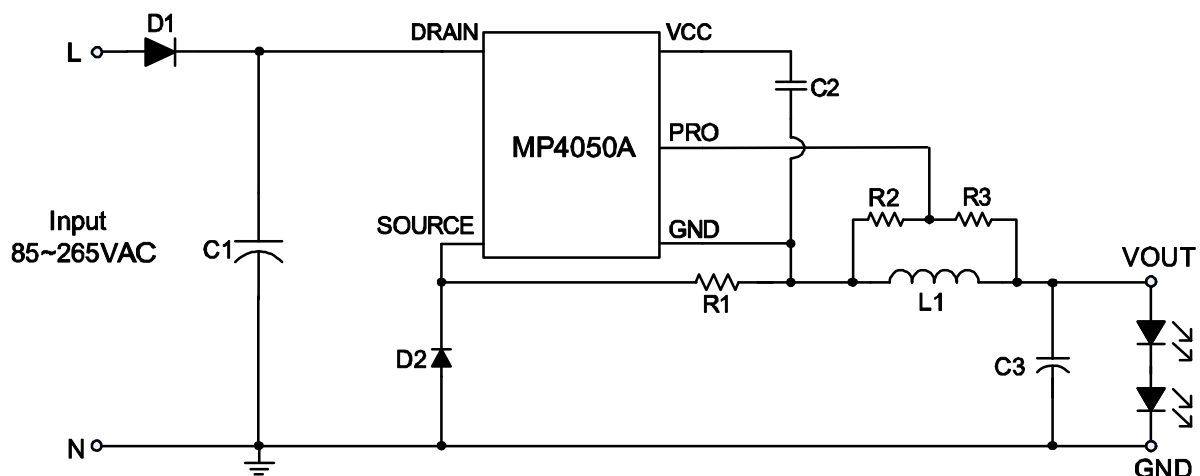 D1
L
DRAIN
VCC
C2
PRO
MP4050A
R2
R3
Input
85~265VAC
C1
SOURCE
GND
VOUT
R1
L1
D2
C3
N
GND